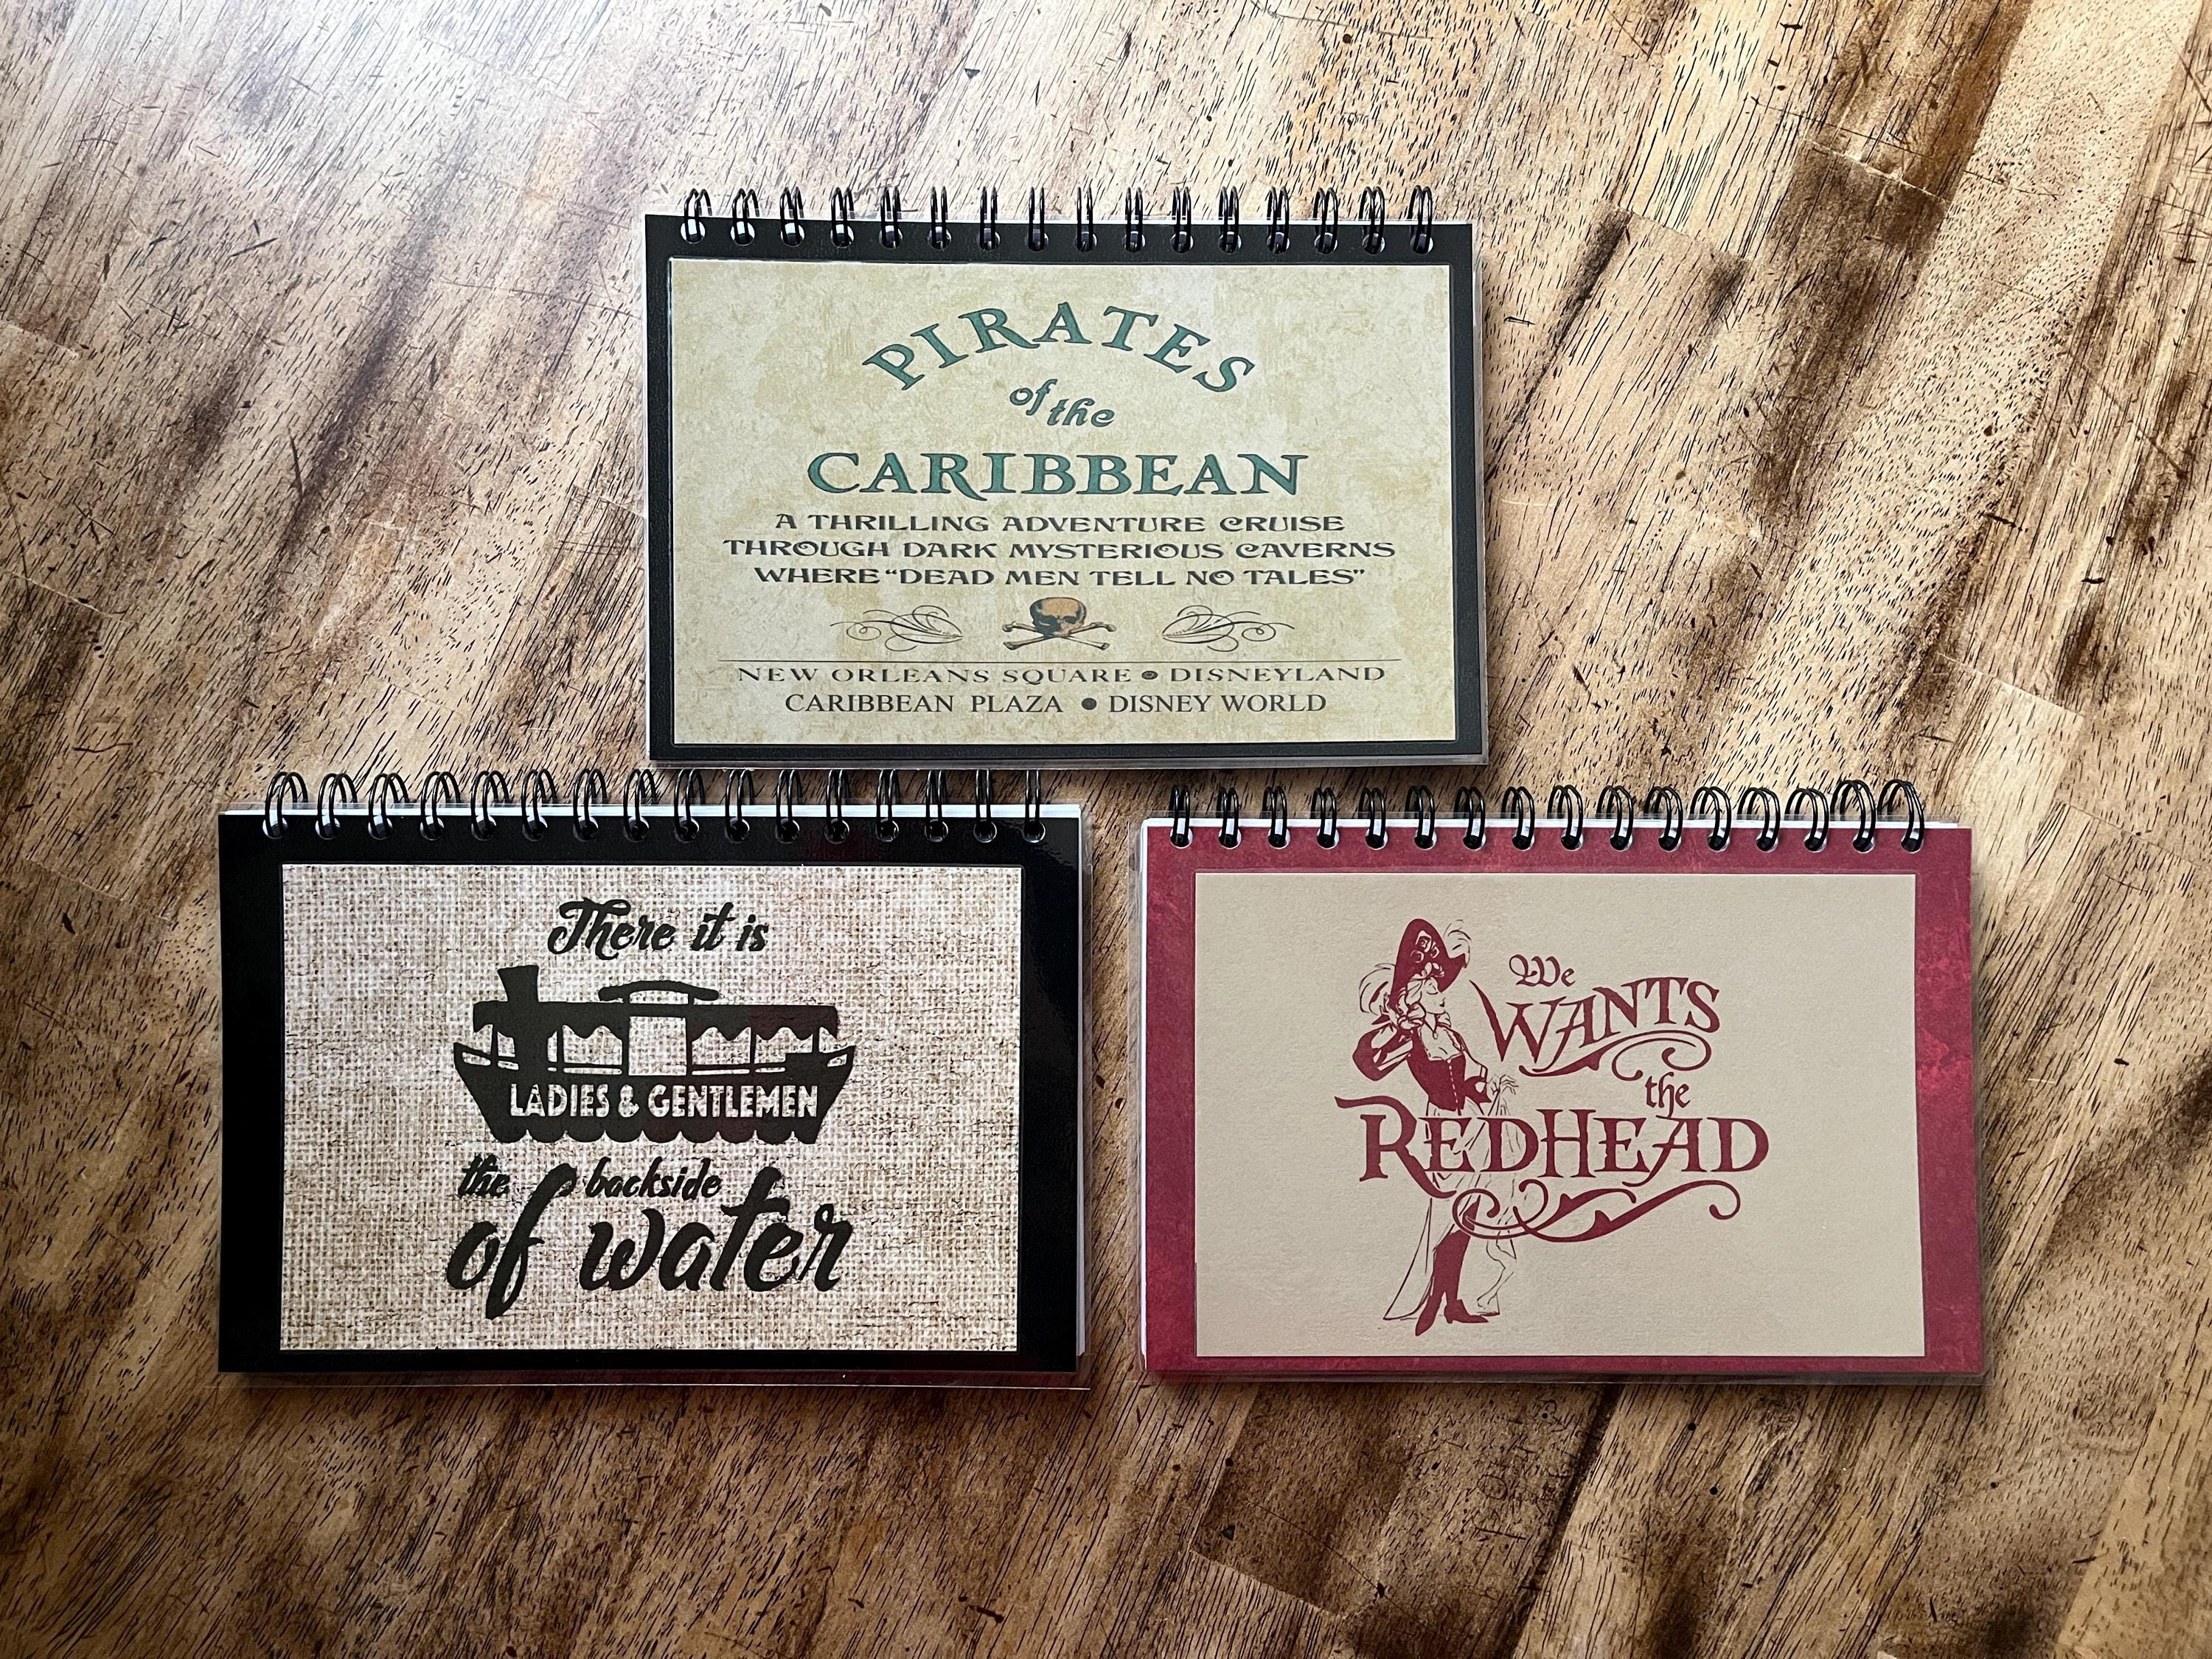 PIRATES
of the
CARIBBEAN
A THRILLING ADVENTURE CRUISE
THROUGH DARK MYSTERIOUS CAVERNS
WHERE "DEAD MEN TELL NO TALES"
NEW ORLEANS SQUARE • DISNEYLAND
CARIBBEAN PLAZA • DISNEY WORLD
There it is
LADIES & GENTLEMEN
the backside
of water
We
WANTS
the
REDHEAD